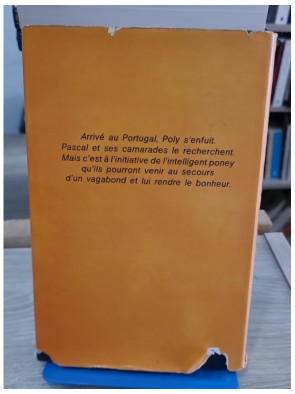 Arrivé au Portugal, Poly s'enfuit.
Pascal et ses camarades le recherchent.
Mais c'est à l'initiative de l'intelligent poney
qu'ils pourront venir au secours
d'un vagabond et lui rendre le bonheur.